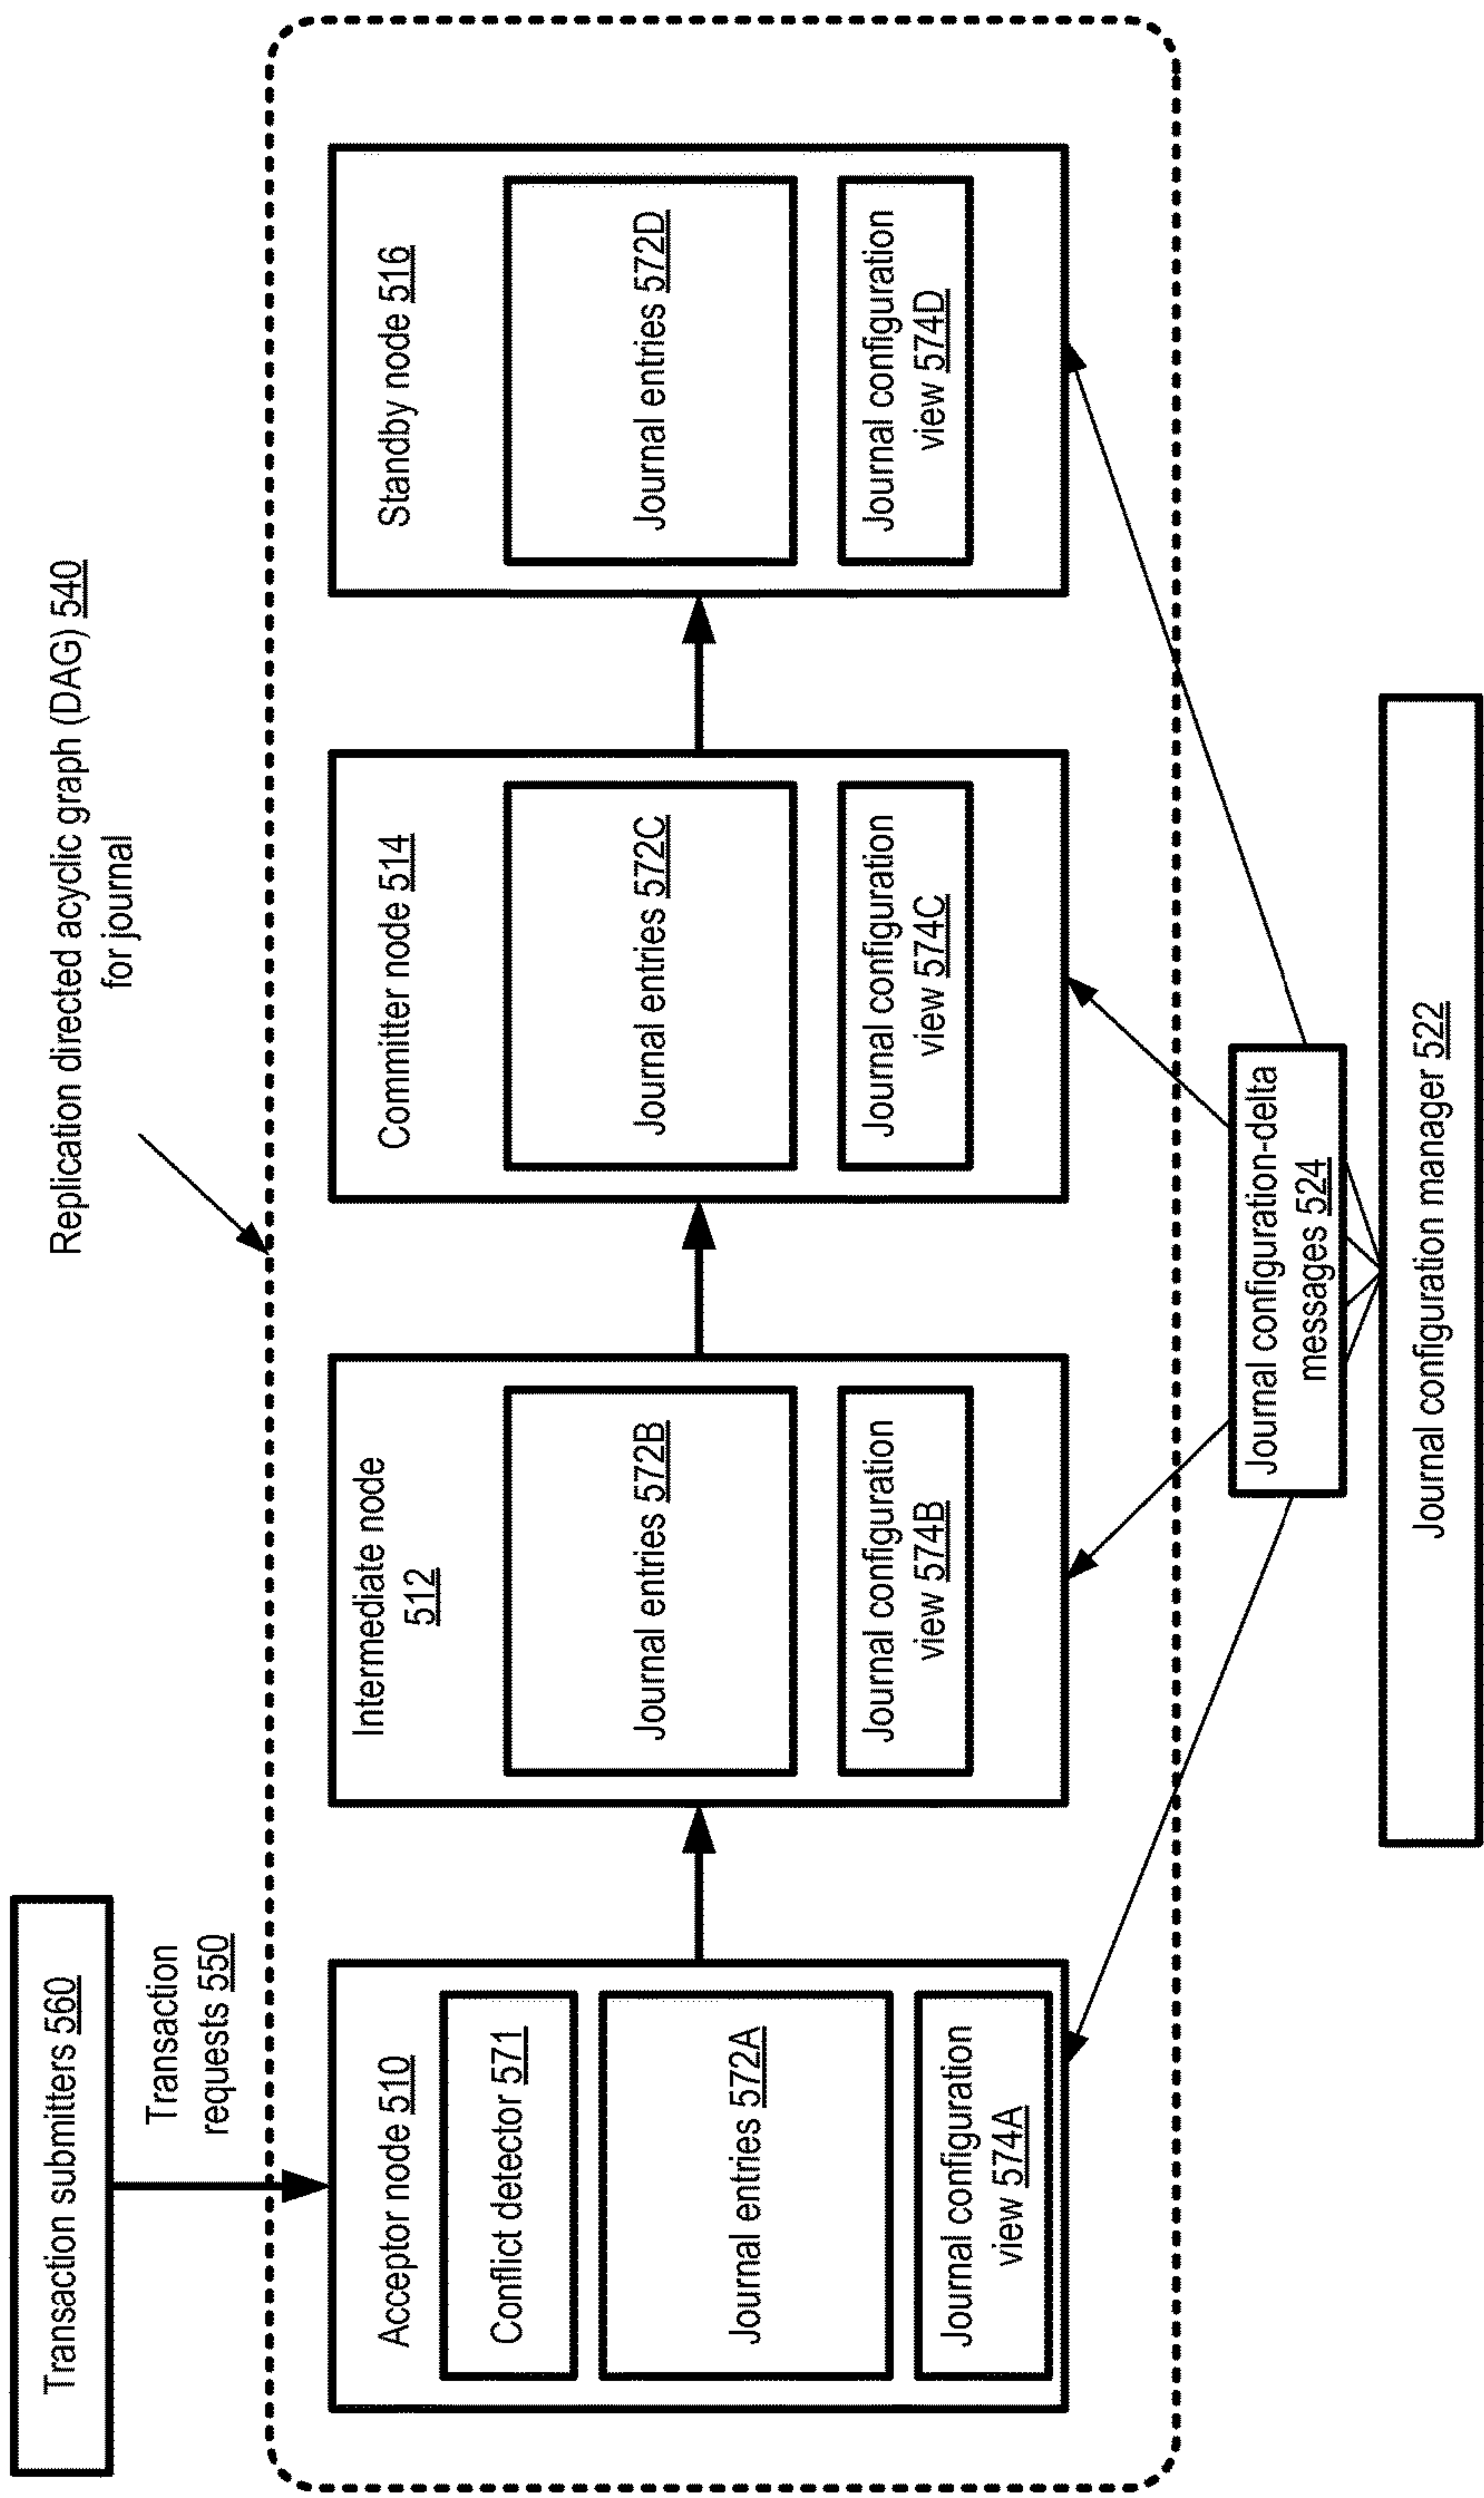 Replication directed acyclic graph (DAG) 540
for journal
Transaction submitters 560
Transaction
requests 550
Acceptor node 510
Conflict detector 571
Journal entries 572A
Journal configuration
view 574A
Intermediate node
512
Journal entries 572B
Journal configuration
view 574B
Committer node 514
Journal entries 572C
Journal configuration
view 574C
Standby node 516
Journal entries 572D
Journal configuration
view 574D
Journal configuration-delta
messages 524
Journal configuration manager 522